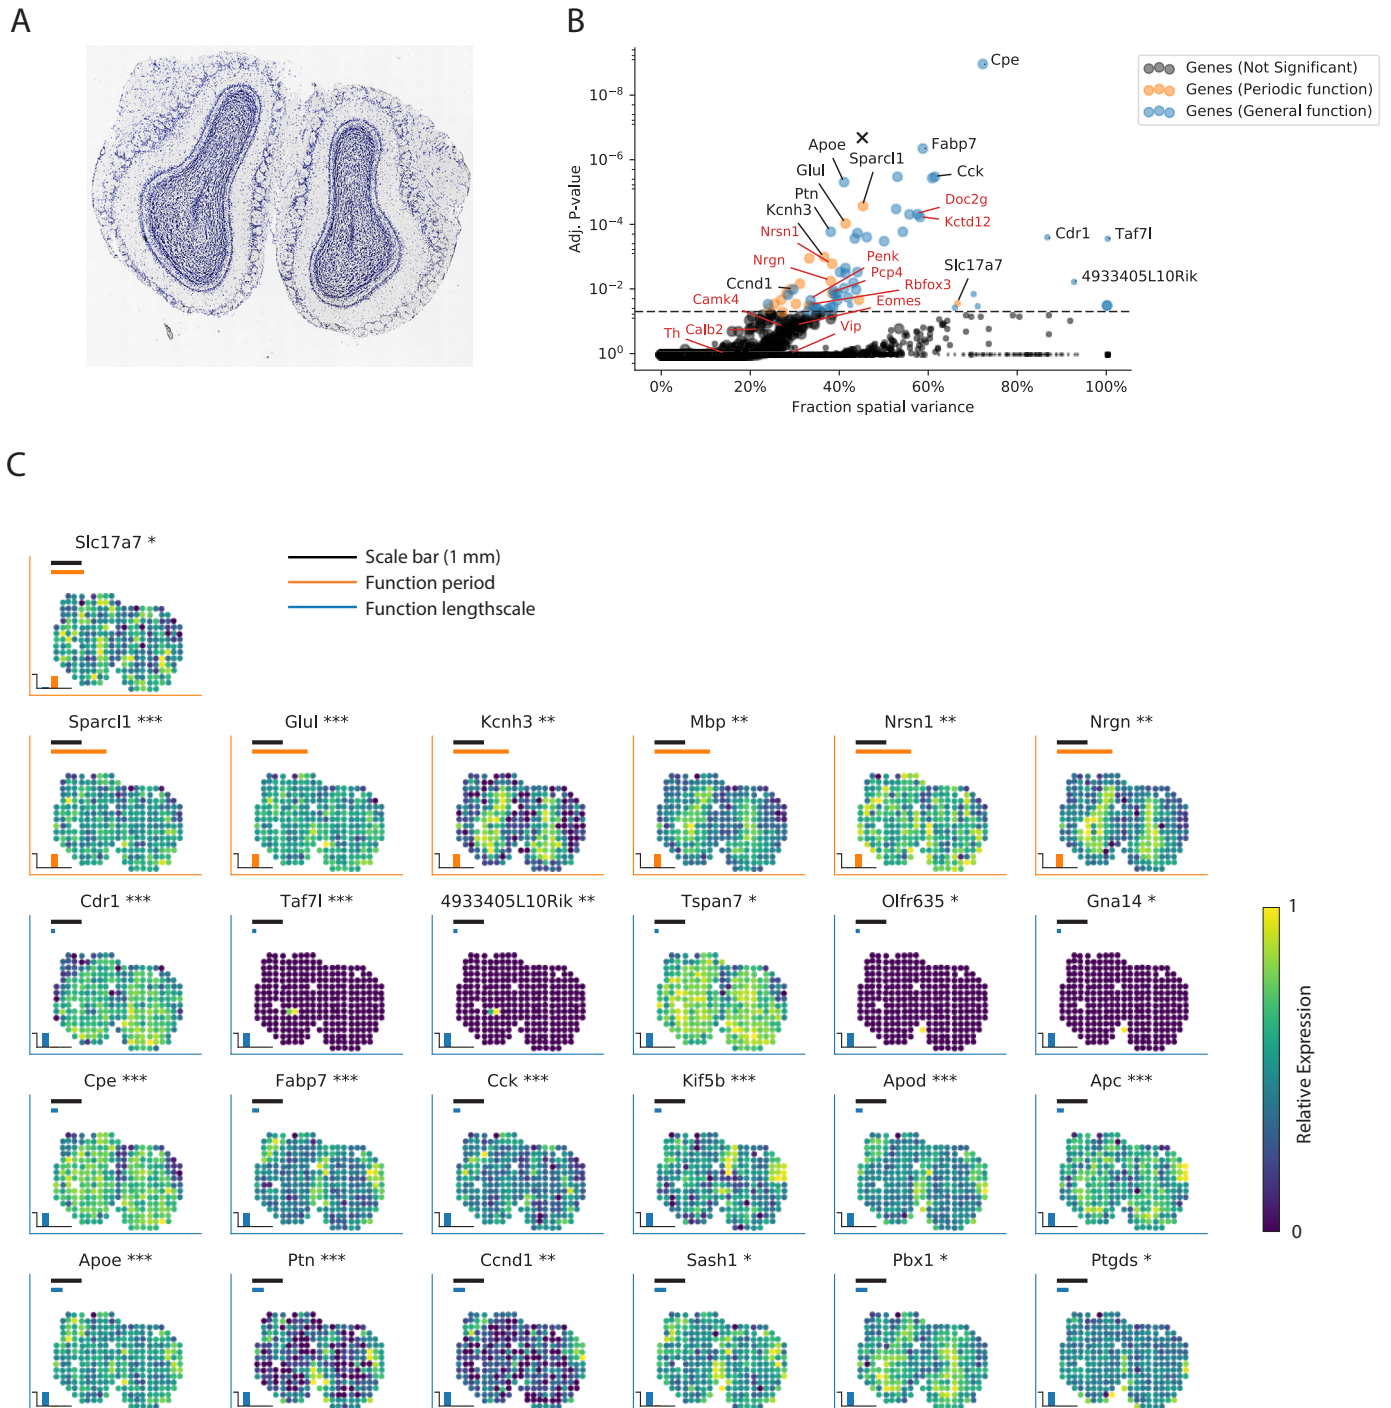 A
B
Genes (Not Significant)
Genes (Periodic function)
Genes (General function)
Adj. P-value
10⁻⁸
10⁻⁶
10⁻⁴
10⁻²
10⁰
Cpe
Apoe
Fabp7
Sparcl1
Glul
Cck
Ptn
Doc2g
Kcnh3
Kctd12
Nrsn1
Cdr1
Taf7l
Penk
Nrgn
Slc17a7
Pcp4
4933405L10Rik
Ccnd1
Rbfox3
Camk4
Eomes
Th
Calb2
Vip
0%
20%
40%
60%
80%
100%
Fraction spatial variance
C
Slc17a7 *
Scale bar (1 mm)
Function period
Function lengthscale
Sparcl1 ***
Glul ***
Kcnh3 **
Mbp **
Nrsn1 **
Nrgn **
Cdr1 ***
Taf7l ***
4933405L10Rik **
Tspan7 *
Olfr635 *
Gna14 *
Cpe ***
Fabp7 ***
Cck ***
Kif5b ***
Apod ***
Apc ***
Apoe ***
Ptn ***
Ccnd1 **
Sash1 *
Pbx1 *
Ptgds *
1
Relative Expression
0